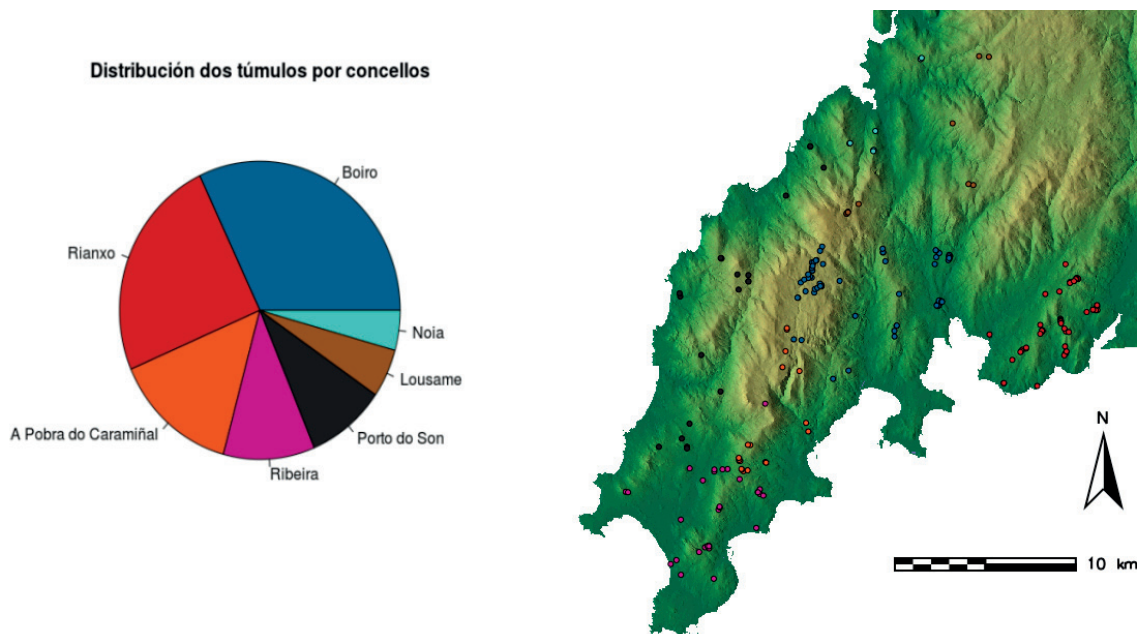 Distribución dos túmulos por concellos
Boiro
Rianxo
Noia
Lousame
A Pobra do Caramiñal
Porto do Son
Ribeira
N
10 km